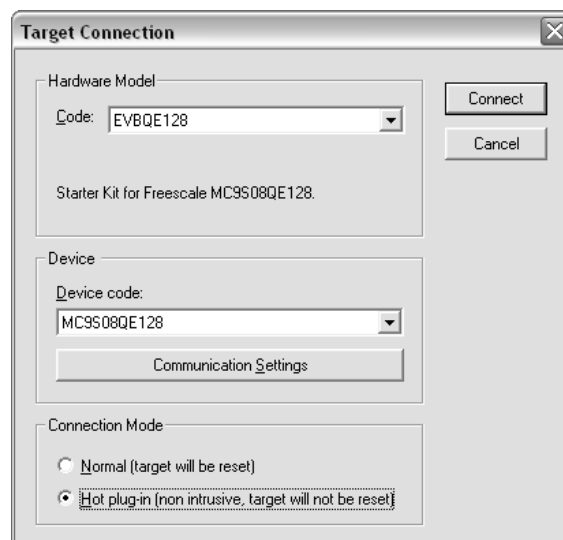 Target Connection
Hardware Model
Code: EVBQE128
Connect
Cancel
Starter Kit for Freescale MC9S08QE128.
Device
Device code:
MC9S08QE128
Communication Settings
Connection Mode
Normal (target will be reset)
Hot plug-in (non intrusive, target will not be reset)